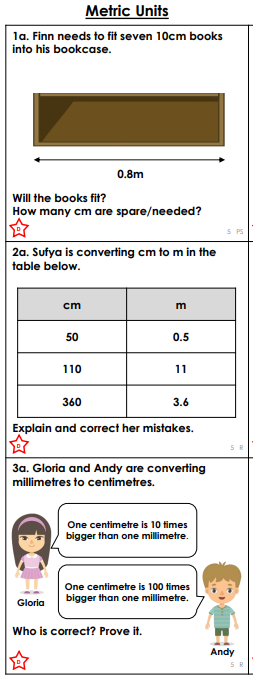 Metric Units
1a. Finn needs to fit seven 10cm books
into his bookcase.
0.8m
Will the books fit?
How many cm are spare/needed?
D
S PS
2a. Sufya is converting cm to m in the
table below.
cm m
50 0.5
110 11
360 3.6
Explain and correct her mistakes.
D
S R
3a. Gloria and Andy are converting
millimetres to centimetres.
One centimetre is 10 times
bigger than one millimetre.
One centimetre is 100 times
bigger than one millimetre.
Gloria
Andy
Who is correct? Prove it.
D
S R